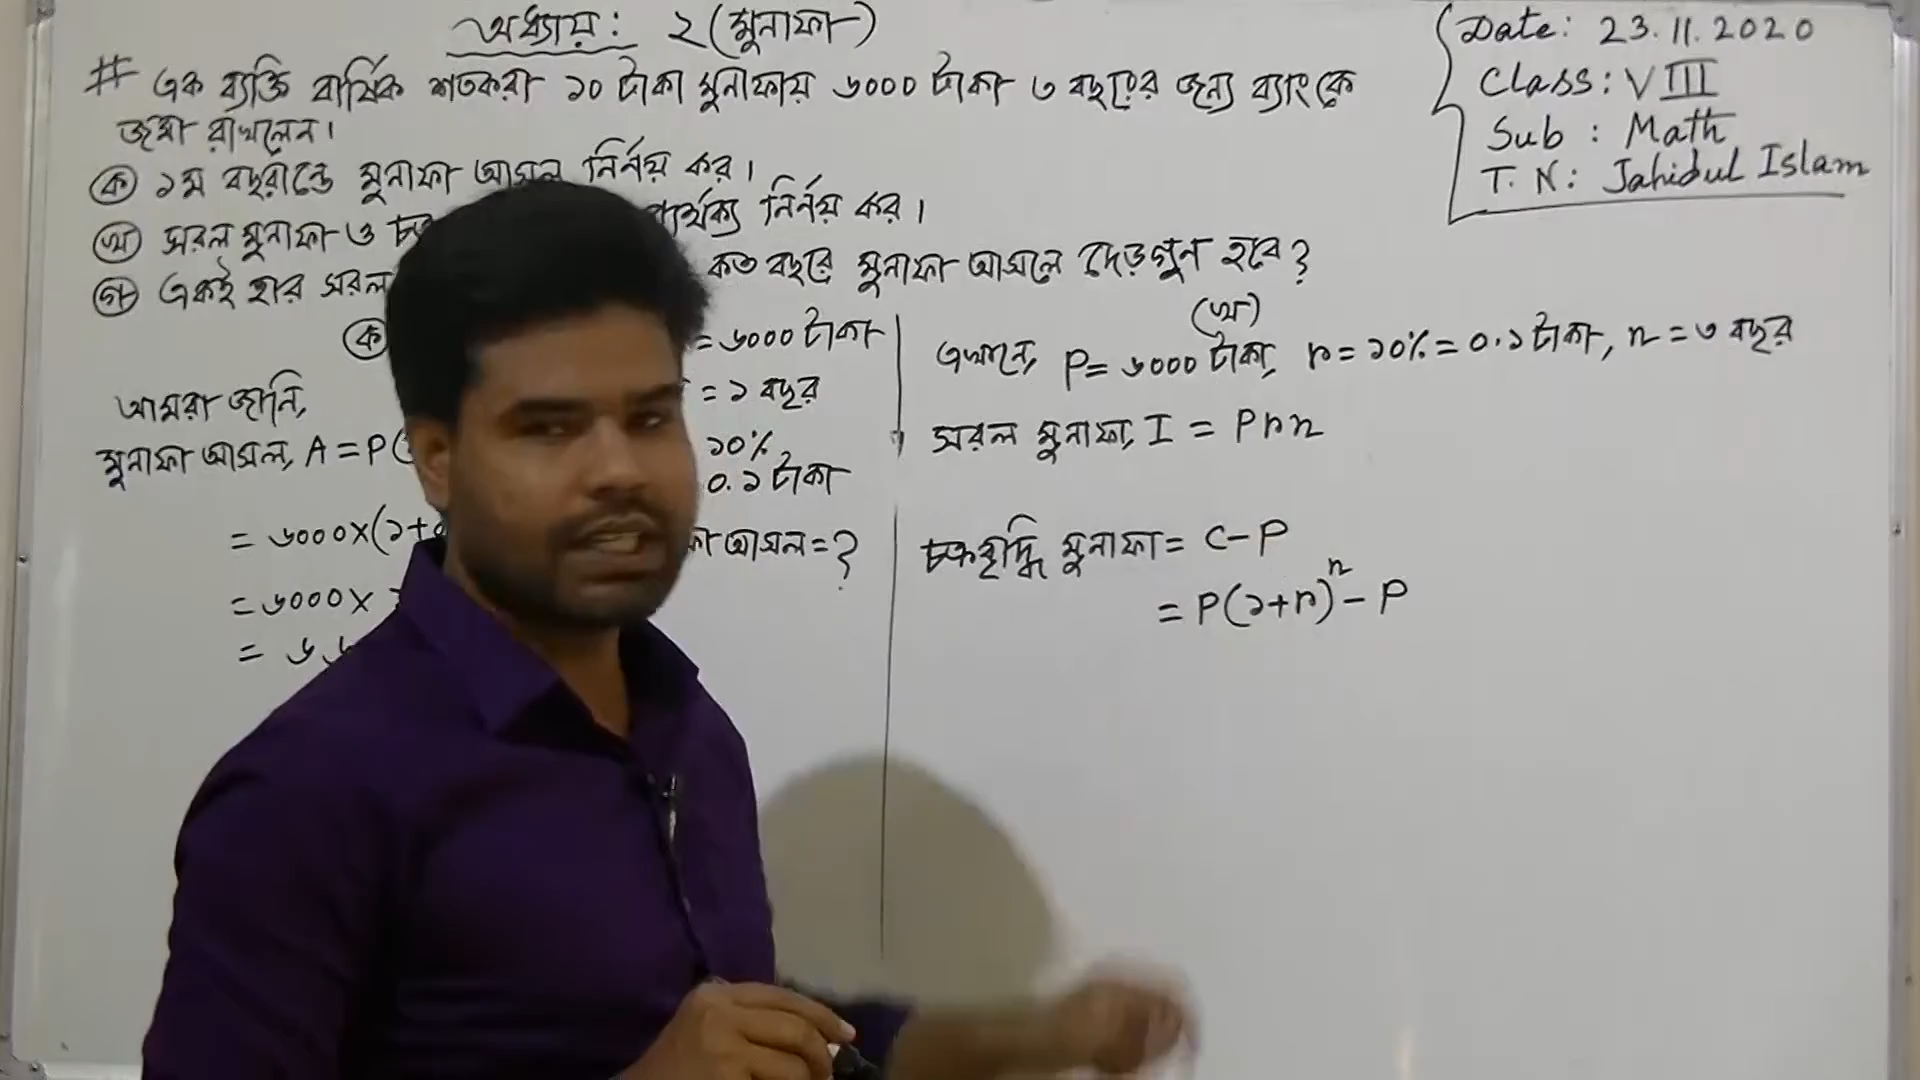 অধ্যায়: ২ (মুনাফা)
# এক ব্যক্তি বার্ষিক শতকরা ১০ টাকা মুনাফায় ৬০০০ টাকা ৩ বছরের জন্য ব্যাংকে
জমা রাখলেন।
ক ১ম বছরান্তে মুনাফা আসল নির্নয় কর।
খ সরল মুনাফা ও নির্নয় কর।
গ একই হার সরল কত বছরে মুনাফা আসলে দেড়গুন হবে?
Date: 23.11.2020
Class: VIII
Sub : Math
T. N: Jahidul Islam
ক
= ৬০০০ টাকা
= ১ বছর
১০%
০.১ টাকা
আসল = ?
আমরা জানি,
মুনাফা আসল, A = P(
= ৬০০০×(১+
= ৬০০০×
= ৬৬
(খ)
এখানে, P = ৬০০০ টাকা, r = ১০% = ০.১ টাকা, n = ৩ বছর
সরল মুনাফা, I = Prn
চক্রবৃদ্ধি মুনাফা = C - P
= P(১+r)ⁿ - P